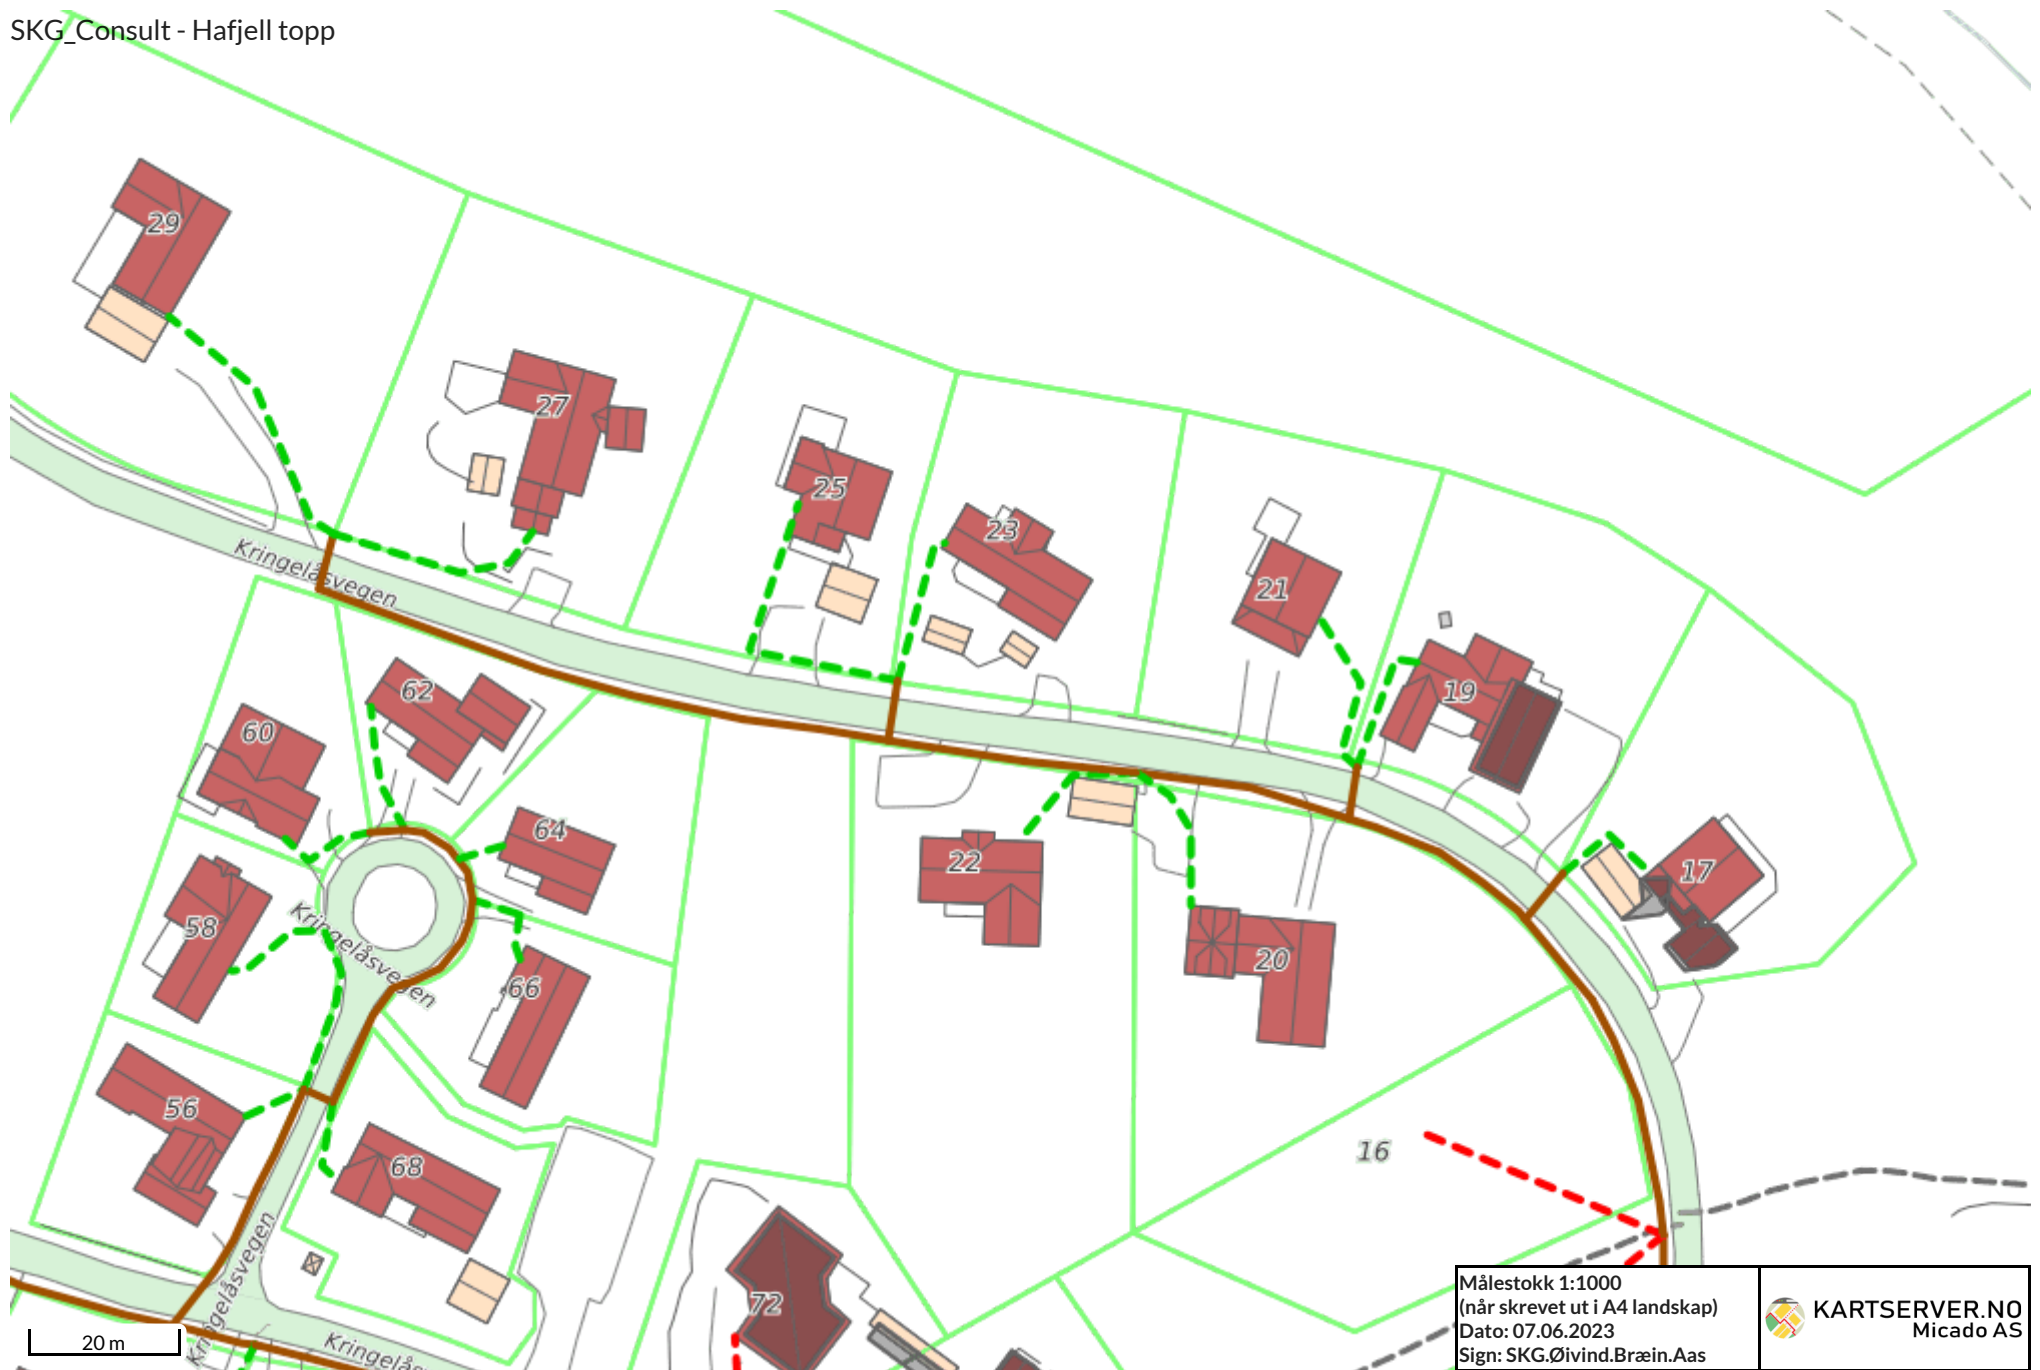 SKG_Consult - Hafjell topp
29
27
25
23
21
19
17
Kringelåsvegen
62
60
64
58
22
20
Kringelåsvegen
66
56
68
16
72
Kringelåsvegen
Kringelås
20 m
Målestokk 1:1000
(når skrevet ut i A4 landskap)
Dato: 07.06.2023
Sign: SKG.Øivind.Bræin.Aas
KARTSERVER.NO
Micado AS